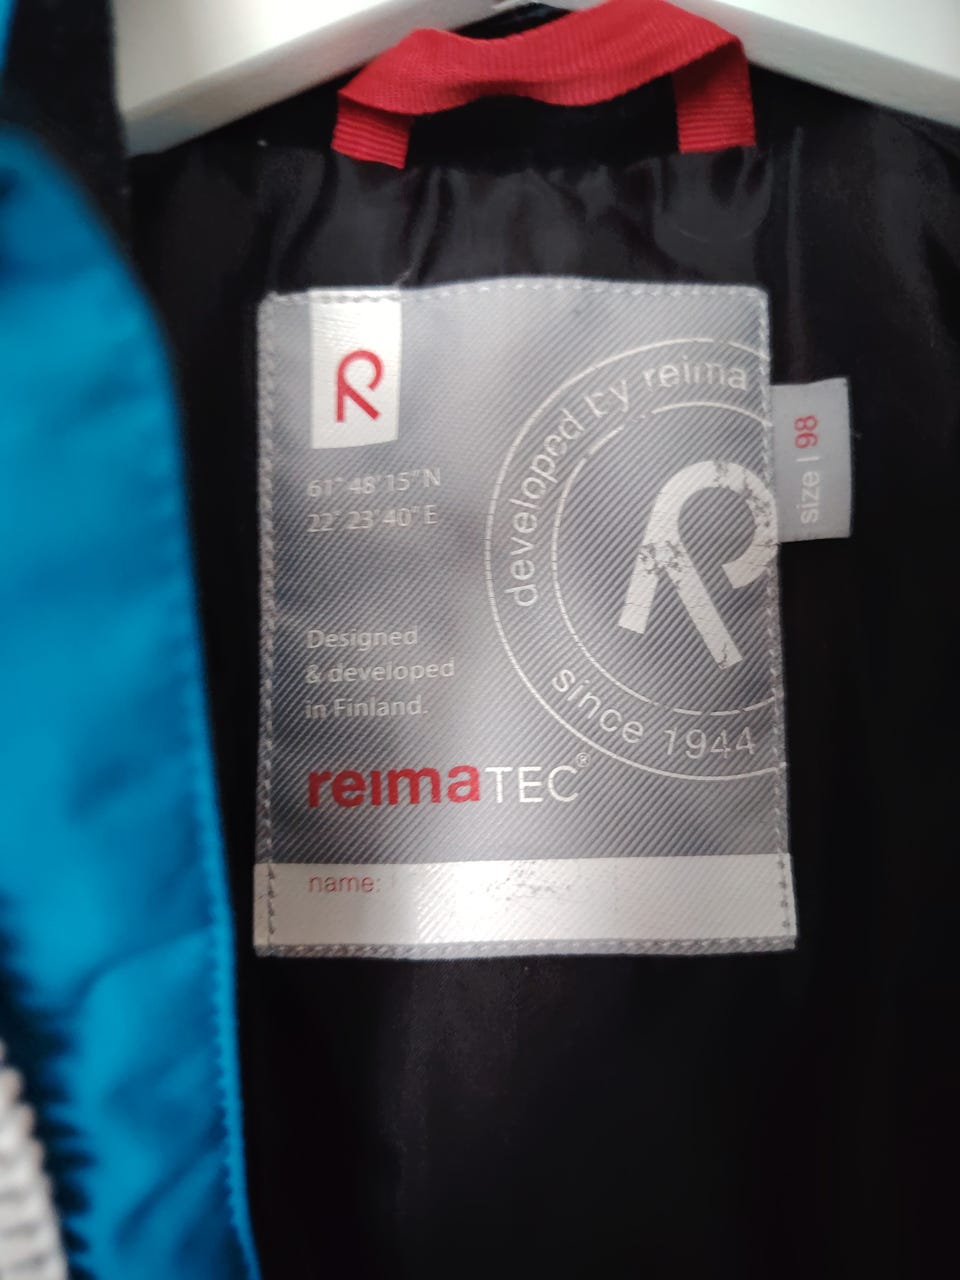 R
61° 48' 15" N
22° 23' 40" E
developed by reima
since 1944
R
size | 98
Designed
& developed
in Finland.
reimaTEC®
name: